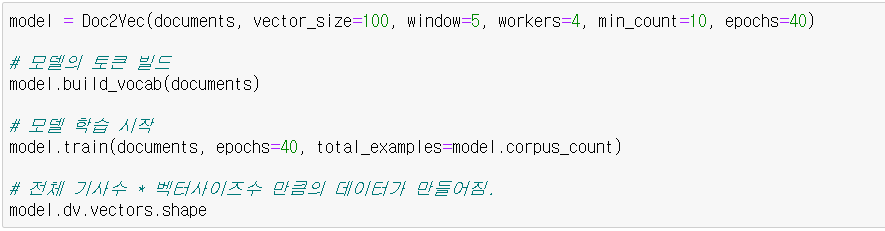 model = Doc2Vec(documents, vector_size=100, window=5, workers=4, min_count=10, epochs=40)
# 모델의 토큰 빌드
model.build_vocab(documents)
# 모델 학습 시작
model.train(documents, epochs=40, total_examples=model.corpus_count)
# 전체 기사수 * 벡터사이즈수 만큼의 데이터가 만들어짐.
model.dv.vectors.shape